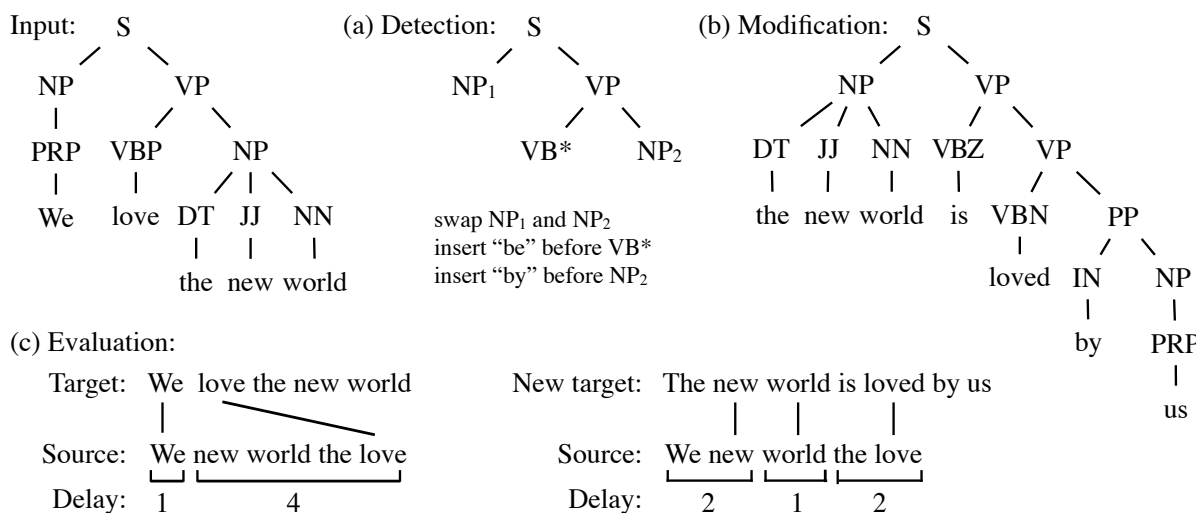 Input: S
NP VP
PRP VBP NP
We love DT JJ NN
the new world
(a) Detection: S
NP1 VP
VB* NP2
swap NP1 and NP2
insert “be” before VB*
insert “by” before NP2
(b) Modification: S
NP VP
DT JJ NN VBZ VP
the new world is VBN PP
loved IN NP
by PRP
us
(c) Evaluation:
Target: We love the new world
Source: We new world the love
Delay: 1 4
New target: The new world is loved by us
Source: We new world the love
Delay: 2 1 2